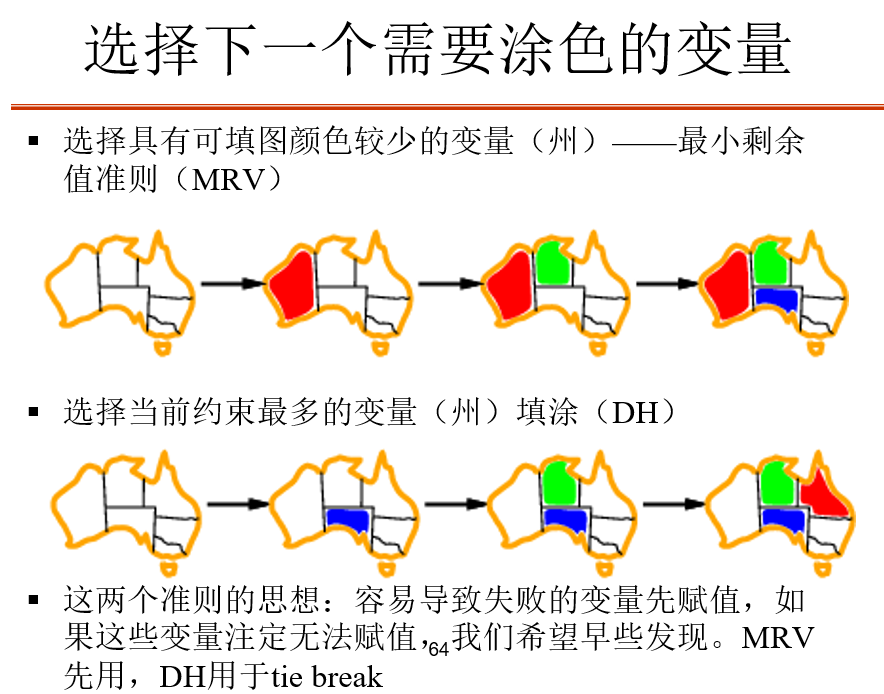 选择下一个需要涂色的变量
选择具有可填图颜色较少的变量（州）——最小剩余
值准则（MRV）
选择当前约束最多的变量（州）填涂（DH）
这两个准则的思想：容易导致失败的变量先赋值，如
果这些变量注定无法赋值，我们希望早些发现。MRV
64
先用，DH用于tie break